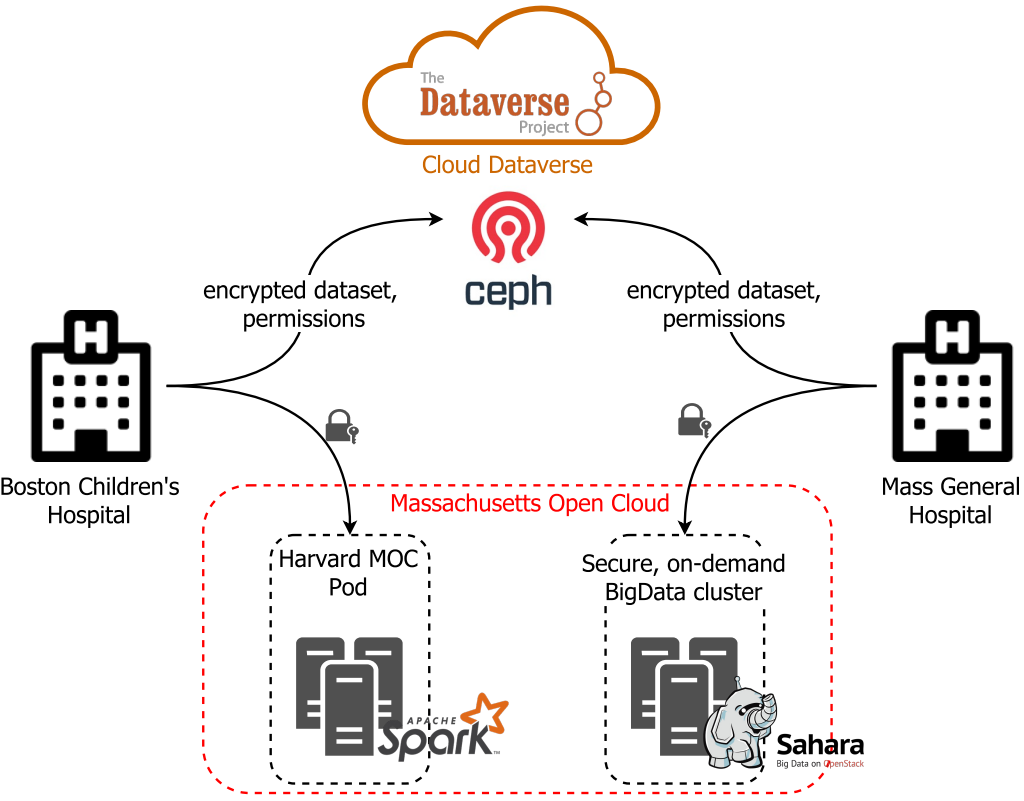 The
Dataverse
Project
Cloud Dataverse
ceph
encrypted dataset,
permissions
encrypted dataset,
permissions
H
H
Boston Children's
Hospital
Mass General
Hospital
Massachusetts Open Cloud
Harvard MOC
Pod
Secure, on-demand
BigData cluster
APACHE
Spark™
Sahara
Big Data on OpenStack